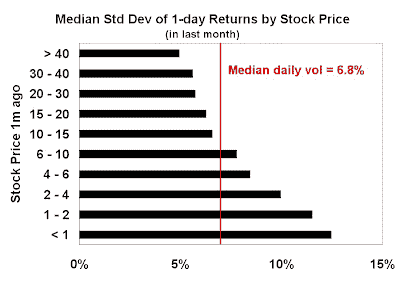 Median Std Dev of 1-day Returns by Stock Price
(in last month)
Median daily vol = 6.8%
Stock Price 1m ago
> 40
30 - 40
20 - 30
15 - 20
10 - 15
6 - 10
4 - 6
2 - 4
1 - 2
< 1
0% 5% 10% 15%